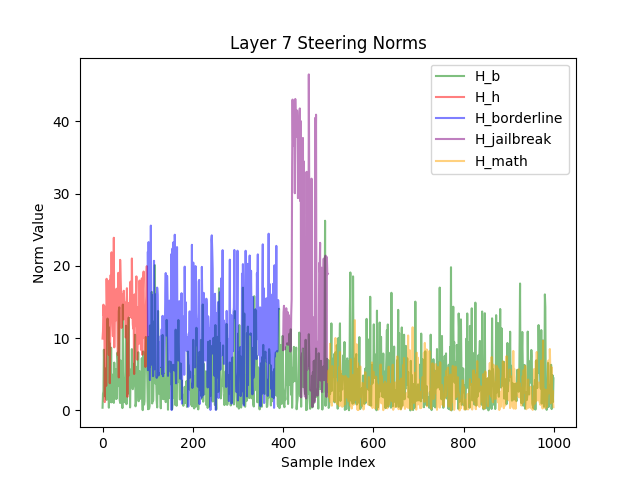 Layer 7 Steering Norms
H_b
H_h
H_borderline
H_jailbreak
H_math
Norm Value
40
30
20
10
0
0 200 400 600 800 1000
Sample Index